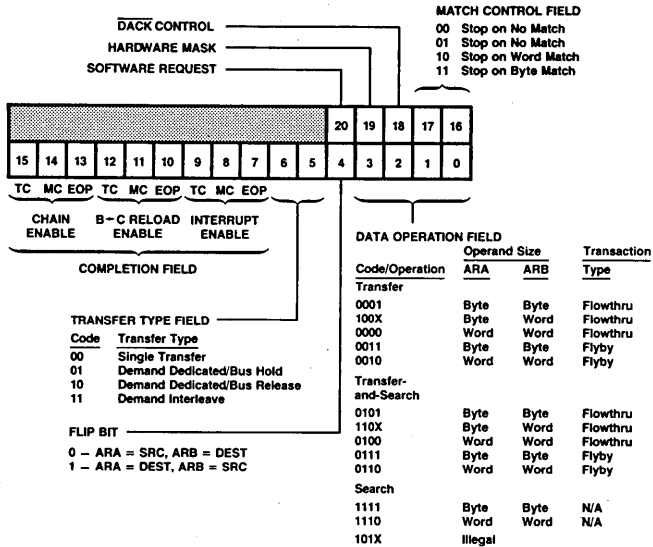 MATCH CONTROL FIELD
00 Stop on No Match
01 Stop on No Match
10 Stop on Word Match
11 Stop on Byte Match
DACK CONTROL
HARDWARE MASK
SOFTWARE REQUEST
20 19 18 17 16
15 14 13 12 11 10 9 8 7 6 5 4 3 2 1 0
TC MC EOP TC MC EOP TC MC EOP
CHAIN ENABLE
B←C RELOAD ENABLE
INTERRUPT ENABLE
COMPLETION FIELD
TRANSFER TYPE FIELD
Code Transfer Type
00 Single Transfer
01 Demand Dedicated/Bus Hold
10 Demand Dedicated/Bus Release
11 Demand Interleave
FLIP BIT
0 – ARA = SRC, ARB = DEST
1 – ARA = DEST, ARB = SRC
DATA OPERATION FIELD
Operand Size Transaction
Code/Operation ARA ARB Type
Transfer
0001 Byte Byte Flowthru
100X Byte Word Flowthru
0000 Word Word Flowthru
0011 Byte Byte Flyby
0010 Word Word Flyby
Transfer-
and-Search
0101 Byte Byte Flowthru
110X Byte Word Flowthru
0100 Word Word Flowthru
0111 Byte Byte Flyby
0110 Word Word Flyby
Search
1111 Byte Byte N/A
1110 Word Word N/A
101X Illegal